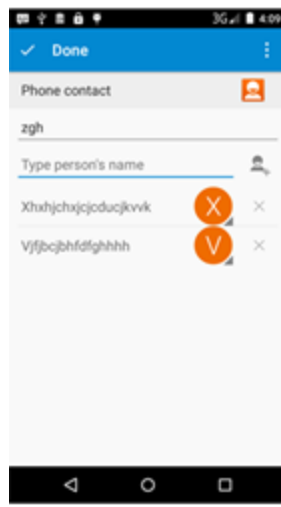 3G 4:09
Done
Phone contact
zgh
Type person's name
Xhxhjchxjcjcducjkvvk X
Vjfjbcjbhfdfghhhh V